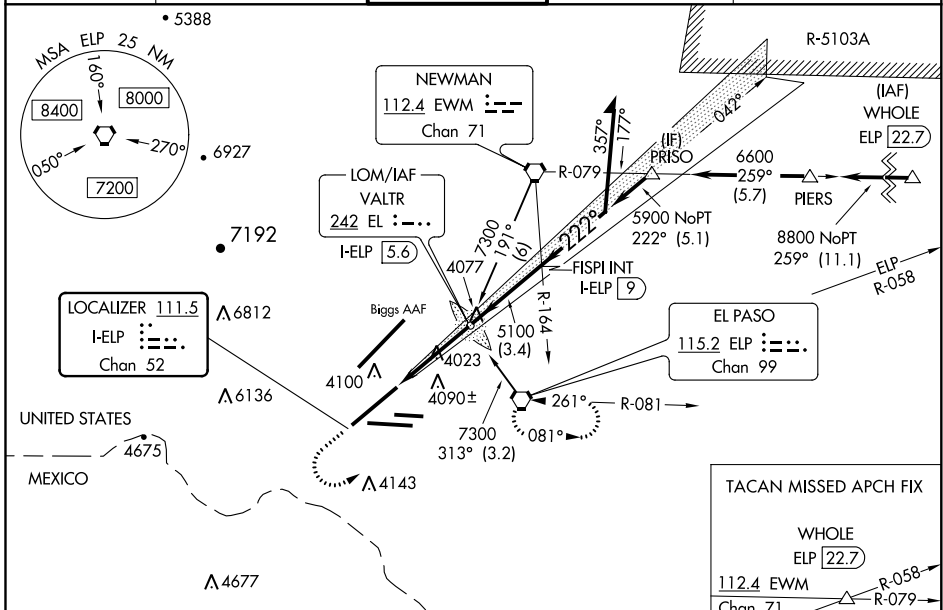 5388
MSA ELP 25 NM
160°
8400
8000
050°
270°
7200
6927
7192
NEWMAN
112.4 EWM
Chan 71
LOM/IAF
VALTR
242 EL
I-ELP 5.6
R-5103A
(IAF)
WHOLE
ELP 22.7
042°
357°
177°
(IF)
PRISO
R-079
6600
259°
(5.7)
PIERS
5900 NoPT
222° (5.1)
8800 NoPT
259° (11.1)
222°
7300
191°
(6)
4077
FISPI INT
I-ELP 9
R-164
ELP
R-058
LOCALIZER 111.5
I-ELP
Chan 52
6812
Biggs AAF
5100
(3.4)
EL PASO
115.2 ELP
Chan 99
4023
4100
4090±
6136
261°
R-081
081°
7300
313° (3.2)
UNITED STATES
4675
MEXICO
4143
4677
TACAN MISSED APCH FIX
WHOLE
ELP 22.7
112.4 EWM
Chan 71
R-058
R-079